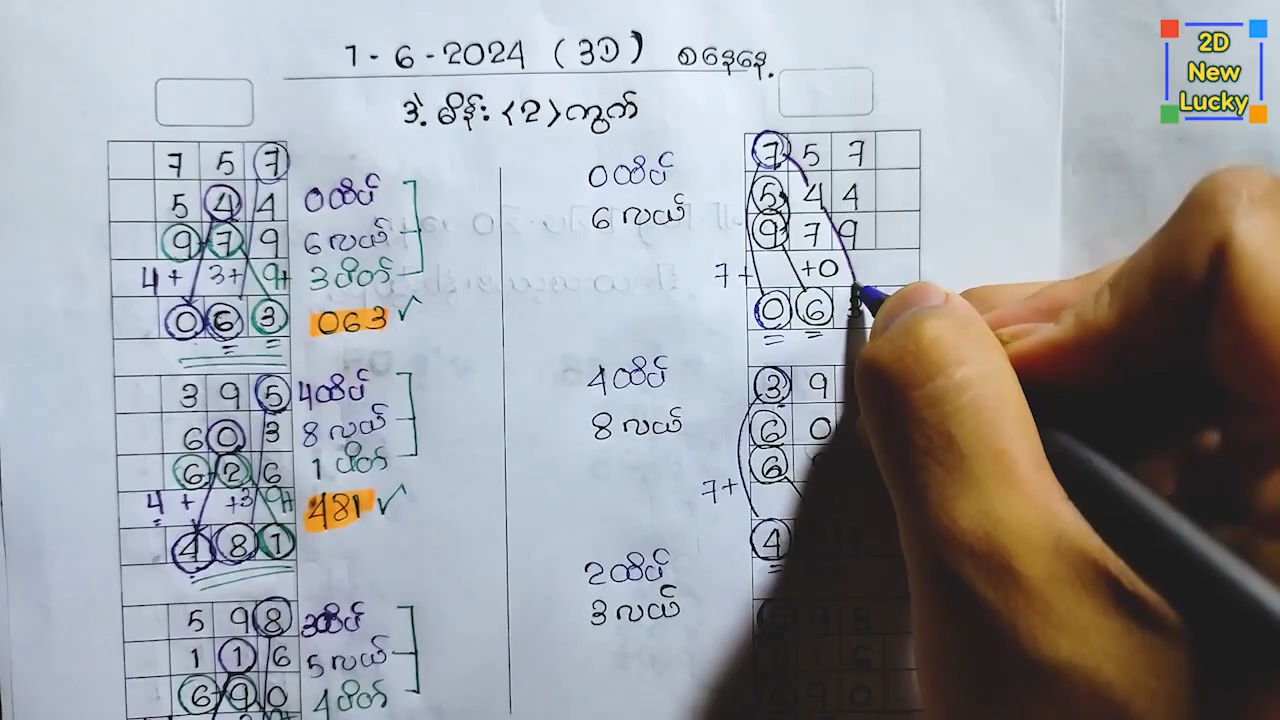 1-6-2024 (3D) စနေနေ့
3ဒဲ့ မိန်း <2> ကွက်
2D
New
Lucky
7 5 7
5 4 4
9 7 9
4+ 3+ 9+
0 6 3
0 ထိပ်
6 လယ်
3 ပိတ်
063 ✓
3 9 5
6 0 3
6 2 6
4 + +3 9+
4 8 1
4 ထိပ်
8 လယ်
1 ပိတ်
481 ✓
5 9 8
1 1 6
6 9 0
3 ထိပ်
5 လယ်
4 ပိတ်
0 ထိပ်
6 လယ်
4 ထိပ်
8 လယ်
2 ထိပ်
3 လယ်
7 5 7
5 4 4
9 7 9
7+ +0
0 6
3 9
6 0
6
7+
4